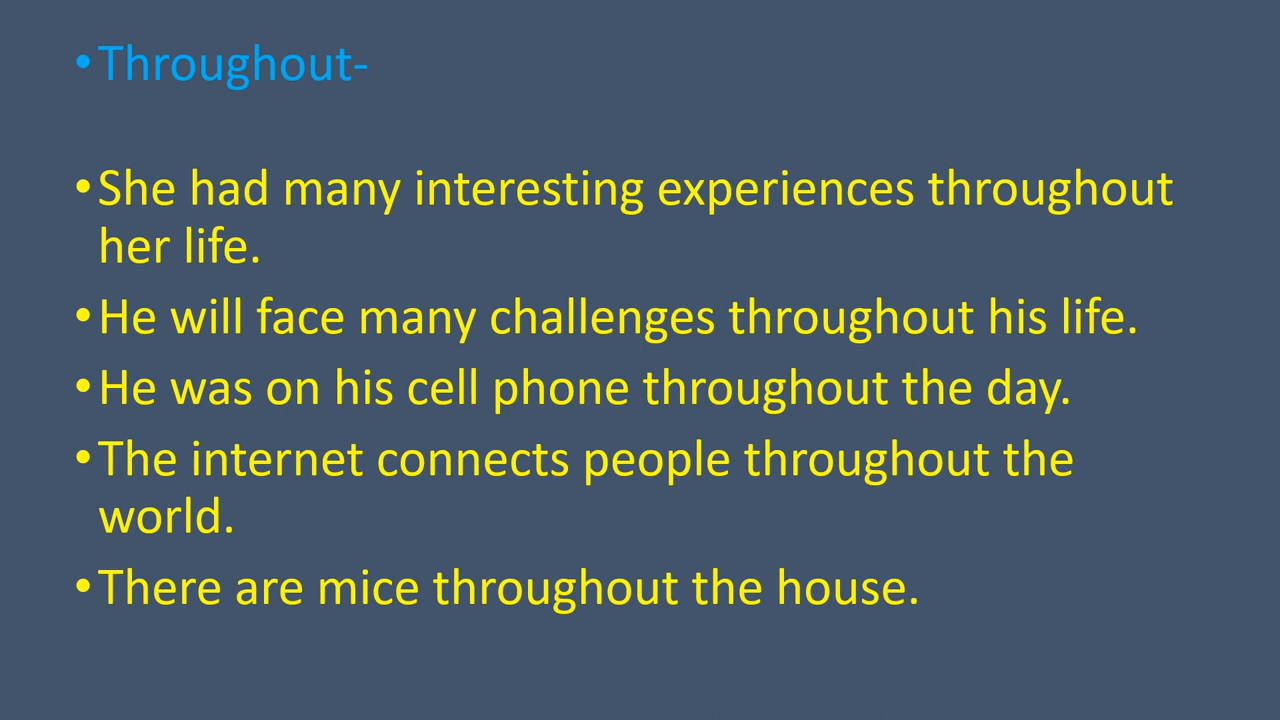 •Throughout-
•She had many interesting experiences throughout
her life.
•He will face many challenges throughout his life.
•He was on his cell phone throughout the day.
•The internet connects people throughout the
world.
•There are mice throughout the house.